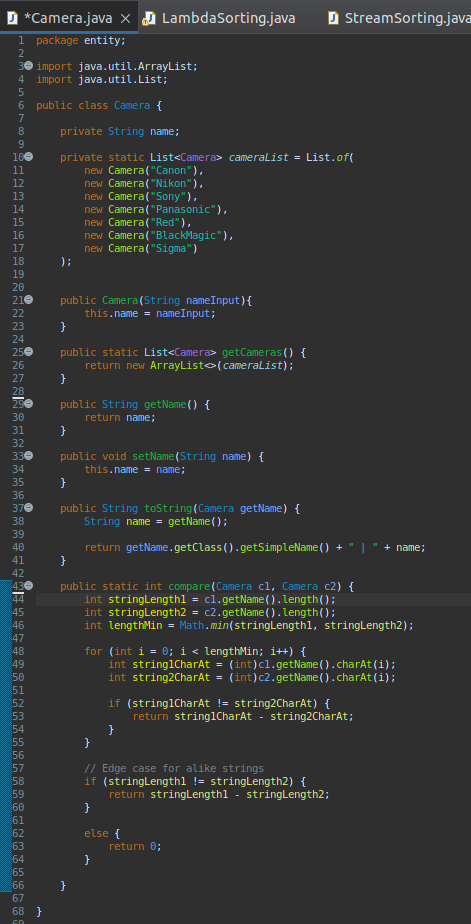 *Camera.java
LambdaSorting.java
StreamSorting.java
1 package entity;
2
3 import java.util.ArrayList;
4 import java.util.List;
5
6 public class Camera {
7
8     private String name;
9
10     private static List<Camera> cameraList = List.of(
11         new Camera("Canon"),
12         new Camera("Nikon"),
13         new Camera("Sony"),
14         new Camera("Panasonic"),
15         new Camera("Red"),
16         new Camera("BlackMagic"),
17         new Camera("Sigma")
18     );
19
20
21     public Camera(String nameInput){
22         this.name = nameInput;
23     }
24
25     public static List<Camera> getCameras() {
26         return new ArrayList<>(cameraList);
27     }
28
29     public String getName() {
30         return name;
31     }
32
33     public void setName(String name) {
34         this.name = name;
35     }
36
37     public String toString(Camera getName) {
38         String name = getName();
39
40         return getName.getClass().getSimpleName() + " | " + name;
41     }
42
43     public static int compare(Camera c1, Camera c2) {
44         int stringLength1 = c1.getName().length();
45         int stringLength2 = c2.getName().length();
46         int lengthMin = Math.min(stringLength1, stringLength2);
47
48         for (int i = 0; i < lengthMin; i++) {
49             int string1CharAt = (int)c1.getName().charAt(i);
50             int string2CharAt = (int)c2.getName().charAt(i);
51
52             if (string1CharAt != string2CharAt) {
53                 return string1CharAt - string2CharAt;
54             }
55         }
56
57         // Edge case for alike strings
58         if (stringLength1 != stringLength2) {
59             return stringLength1 - stringLength2;
60         }
61
62         else {
63             return 0;
64         }
65
66     }
67
68 }
69